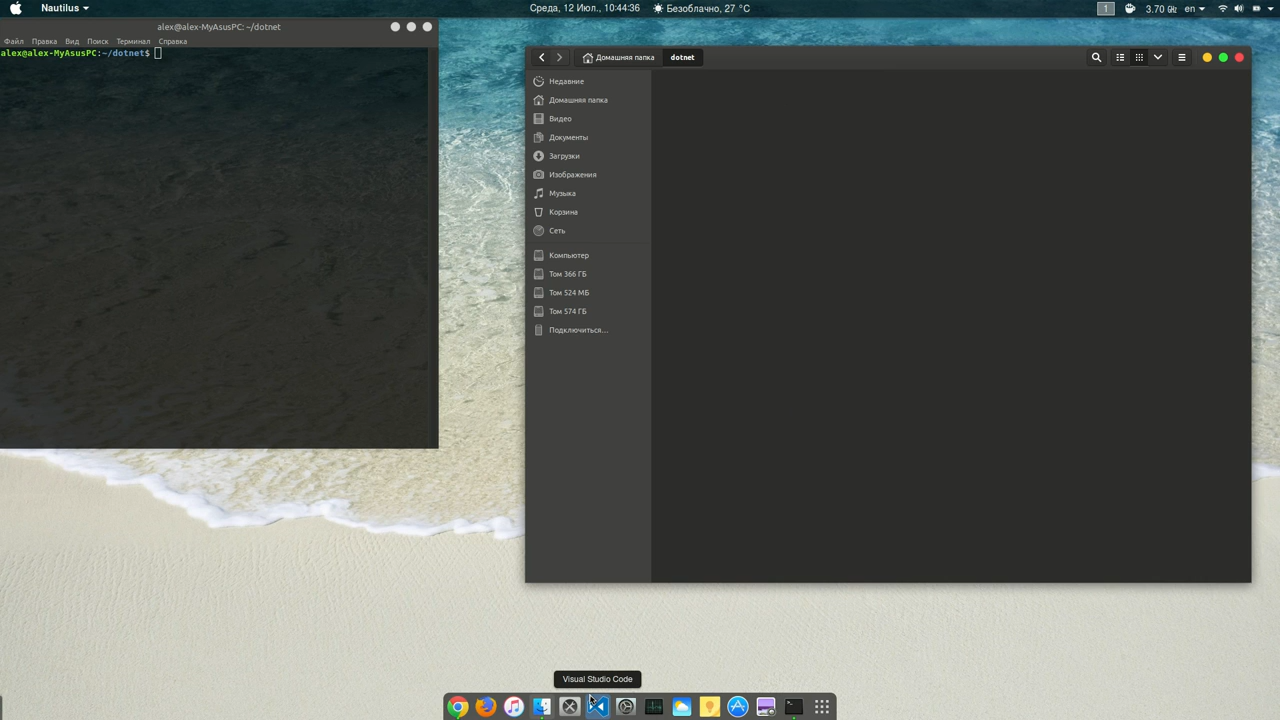 Nautilus
Среда, 12 Июл., 10:44:36
Безоблачно, 27 °C
1
3.70 GHz
en
alex@alex-MyAsusPC: ~/dotnet
Файл Правка Вид Поиск Терминал Справка
alex@alex-MyAsusPC:~/dotnet$
Домашняя папка
dotnet
Недавние
Домашняя папка
Видео
Документы
Загрузки
Изображения
Музыка
Корзина
Сеть
Компьютер
Том 366 ГБ
Том 524 МБ
Том 574 ГБ
Подключиться...
Visual Studio Code